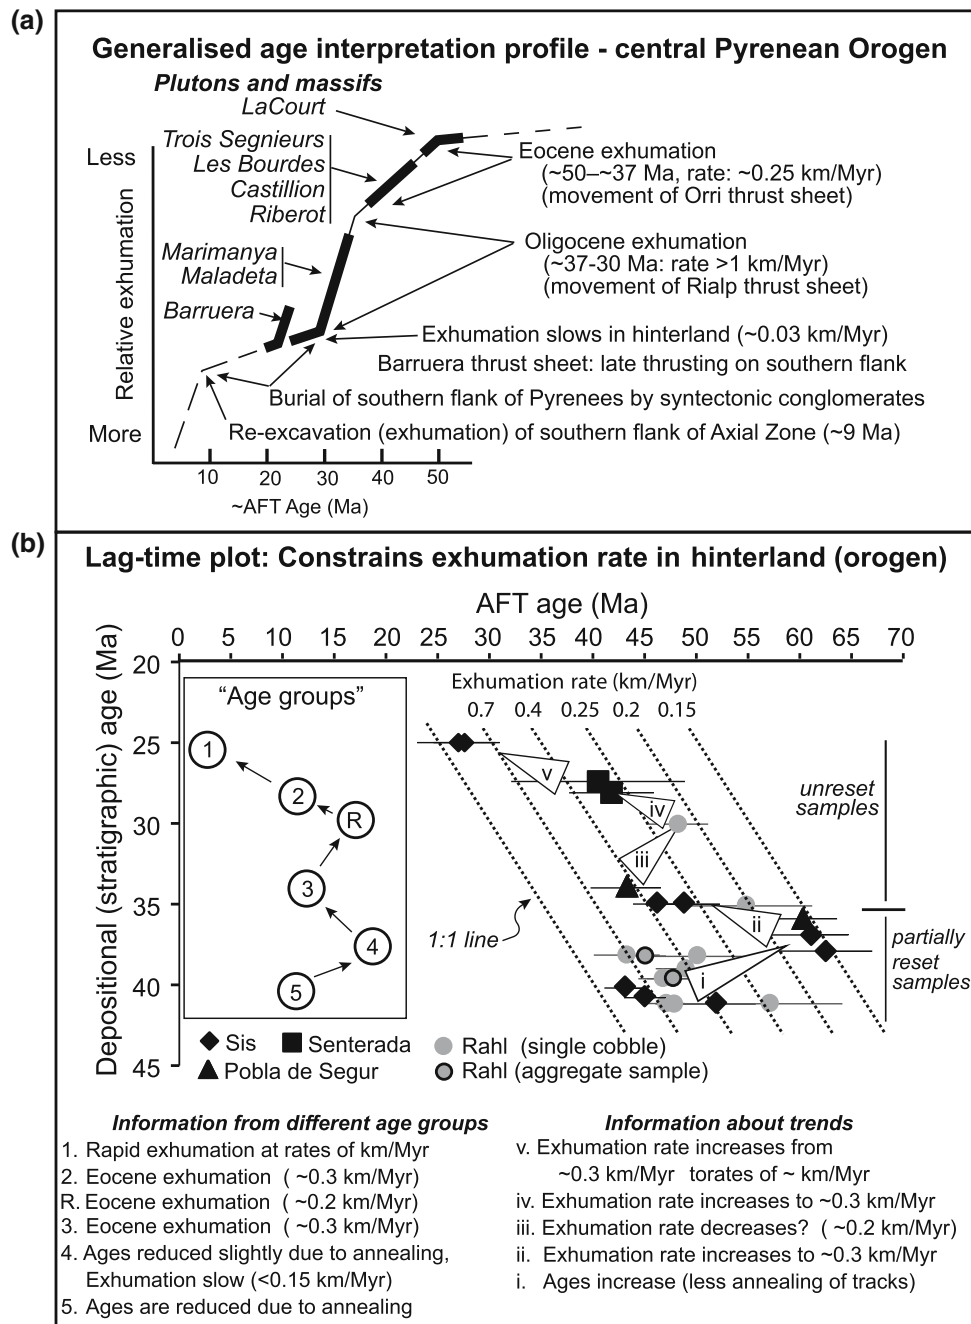 (a)
Generalised age interpretation profile - central Pyrenean Orogen
Plutons and massifs
LaCourt
Trois Segnieurs
Les Bourdes
Castillion
Riberot
Marimanya
Maladeta
Barruera
Less
Relative exhumation
More
Eocene exhumation
(~50–~37 Ma, rate: ~0.25 km/Myr)
(movement of Orri thrust sheet)
Oligocene exhumation
(~37-30 Ma: rate >1 km/Myr)
(movement of Rialp thrust sheet)
Exhumation slows in hinterland (~0.03 km/Myr)
Barruera thrust sheet: late thrusting on southern flank
Burial of southern flank of Pyrenees by syntectonic conglomerates
Re-excavation (exhumation) of southern flank of Axial Zone (~9 Ma)
10 20 30 40 50
~AFT Age (Ma)
(b)
Lag-time plot: Constrains exhumation rate in hinterland (orogen)
AFT age (Ma)
0 5 10 15 20 25 30 35 40 45 50 55 60 65 70
Depositional (stratigraphic) age (Ma)
20
25
30
35
40
45
"Age groups"
1
2
R
3
4
5
Exhumation rate (km/Myr)
0.7 0.4 0.25 0.2 0.15
v
iv
iii
ii
i
1:1 line
unreset
samples
partially
reset
samples
Sis
Senterada
Pobla de Segur
Rahl (single cobble)
Rahl (aggregate sample)
Information from different age groups
1. Rapid exhumation at rates of km/Myr
2. Eocene exhumation ( ~0.3 km/Myr)
R. Eocene exhumation ( ~0.2 km/Myr)
3. Eocene exhumation ( ~0.3 km/Myr)
4. Ages reduced slightly due to annealing,
Exhumation slow (<0.15 km/Myr)
5. Ages are reduced due to annealing
Information about trends
v. Exhumation rate increases from
~0.3 km/Myr torates of ~ km/Myr
iv. Exhumation rate increases to ~0.3 km/Myr
iii. Exhumation rate decreases? ( ~0.2 km/Myr)
ii. Exhumation rate increases to ~0.3 km/Myr
i. Ages increase (less annealing of tracks)